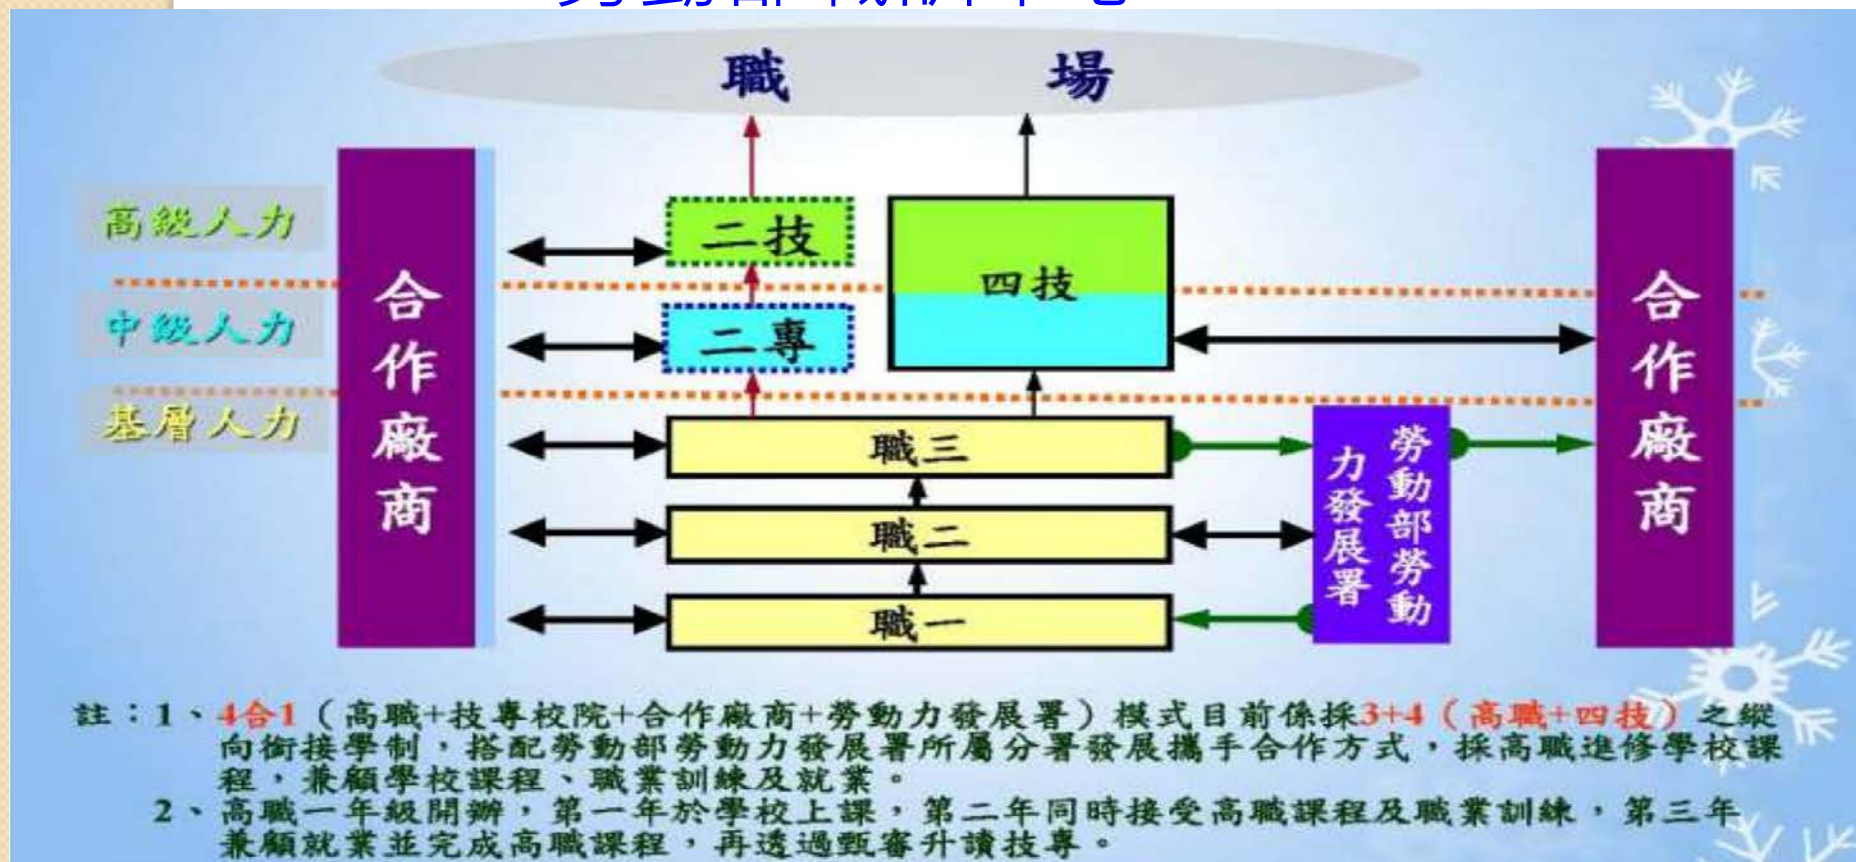 職 場
高級人力
中級人力
基層人力
合作廠商
二技
二專
四技
職三
職二
職一
勞動部勞動
力發展署
合作廠商
註：1、4合1（高職+技專校院+合作廠商+勞動力發展署）模式目前係採3+4（高職+四技）之縱
向銜接學制，搭配勞動部勞動力發展署所屬分署發展攜手合作方式，採高職進修學校課
程，兼顧學校課程、職業訓練及就業。
2、高職一年級開辦，第一年於學校上課，第二年同時接受高職課程及職業訓練，第三年
兼顧就業並完成高職課程，再透過甄審升讀技專。